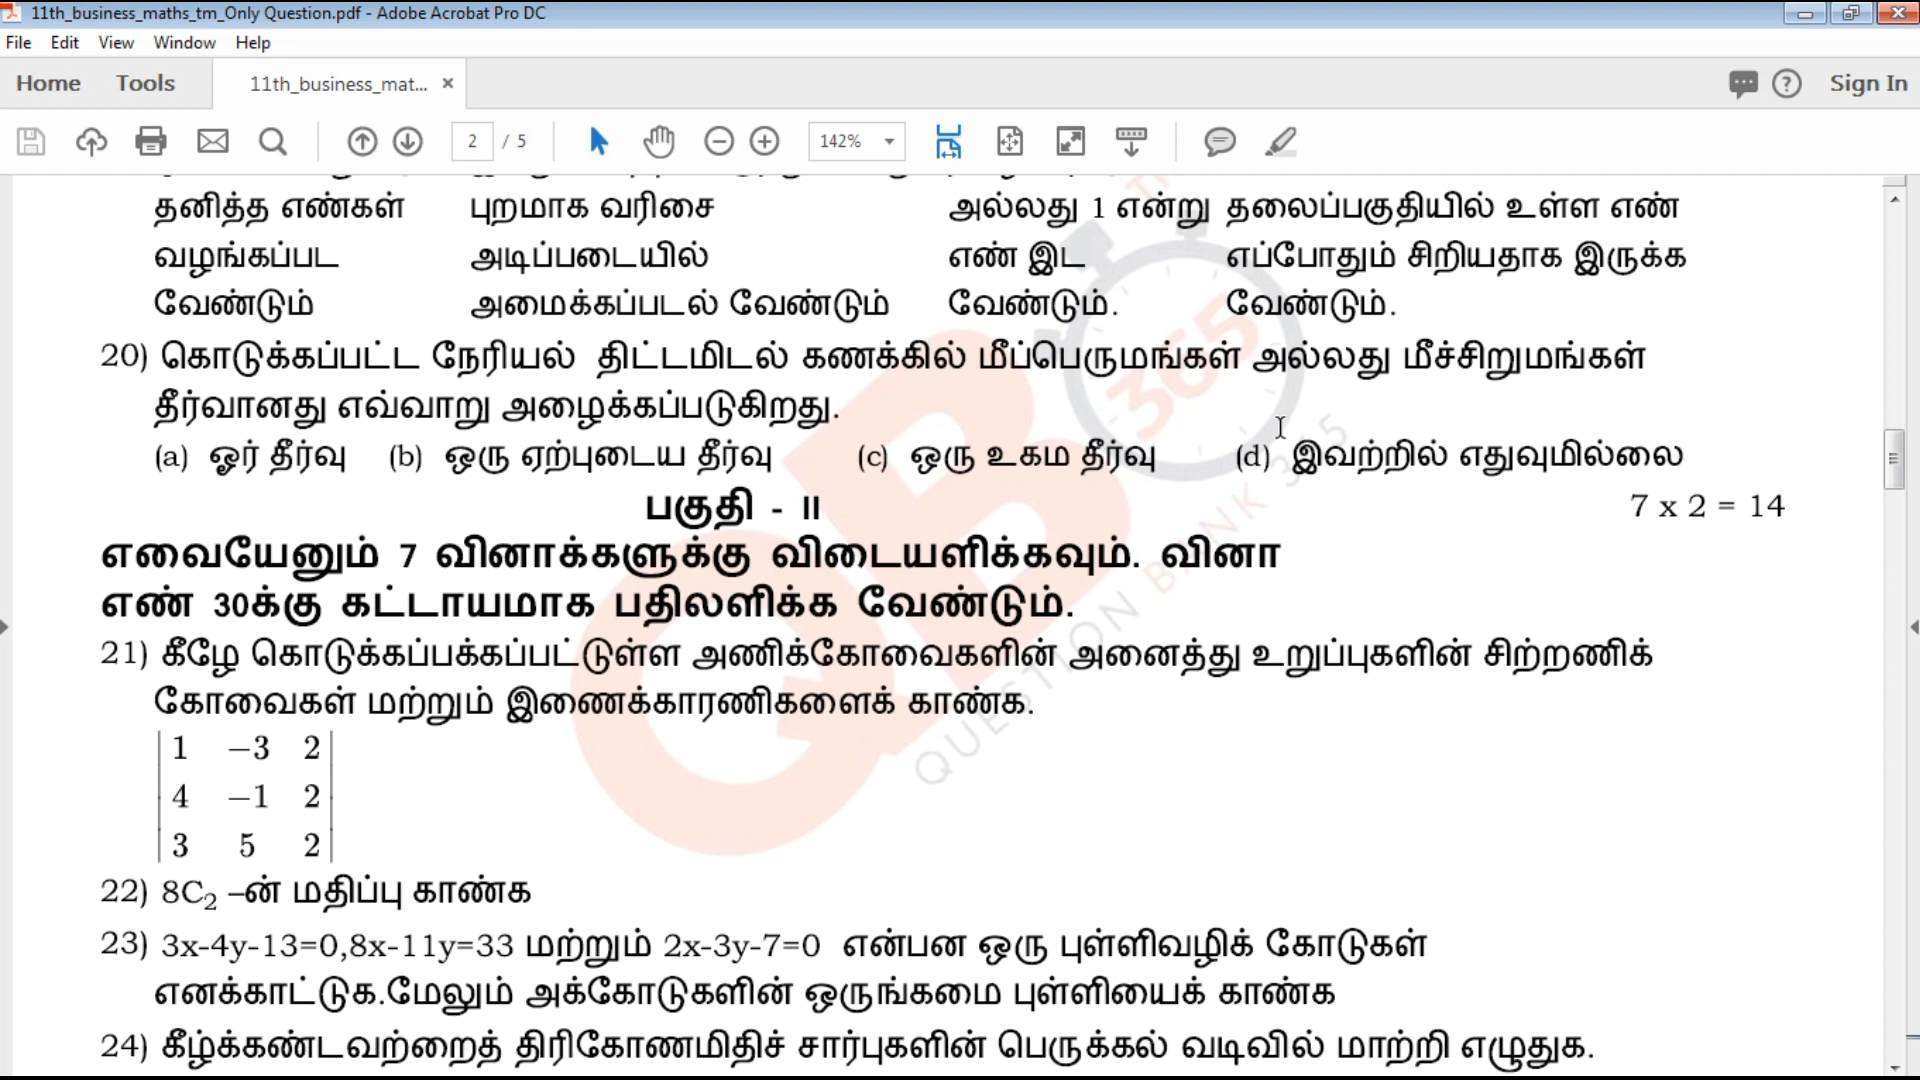 11th_business_maths_tm_Only Question.pdf - Adobe Acrobat Pro DC
File Edit View Window Help
Home Tools 11th_business_mat... × Sign In
2 / 5 142%
தனித்த எண்கள் புறமாக வரிசை அல்லது 1 என்று தலைப்பகுதியில் உள்ள எண்
வழங்கப்பட அடிப்படையில் எண் இட எப்போதும் சிறியதாக இருக்க
வேண்டும் அமைக்கப்படல் வேண்டும் வேண்டும். வேண்டும்.
20) கொடுக்கப்பட்ட நேரியல் திட்டமிடல் கணக்கில் மீப்பெருமங்கள் அல்லது மீச்சிறுமங்கள்
தீர்வானது எவ்வாறு அழைக்கப்படுகிறது.
(a) ஓர் தீர்வு (b) ஒரு ஏற்புடைய தீர்வு (c) ஒரு உகம தீர்வு (d) இவற்றில் எதுவுமில்லை
பகுதி - II 7 x 2 = 14
எவையேனும் 7 வினாக்களுக்கு விடையளிக்கவும். வினா
எண் 30க்கு கட்டாயமாக பதிலளிக்க வேண்டும்.
21) கீழே கொடுக்கப்பக்கப்பட்டுள்ள அணிக்கோவைகளின் அனைத்து உறுப்புகளின் சிற்றணிக்
கோவைகள் மற்றும் இணைக்காரணிகளைக் காண்க.
1 −3 2
4 −1 2
3 5 2
22) 8C₂ –ன் மதிப்பு காண்க
23) 3x-4y-13=0,8x-11y=33 மற்றும் 2x-3y-7=0 என்பன ஒரு புள்ளிவழிக் கோடுகள்
எனக்காட்டுக.மேலும் அக்கோடுகளின் ஒருங்கமை புள்ளியைக் காண்க
24) கீழ்க்கண்டவற்றைத் திரிகோணமிதிச் சார்புகளின் பெருக்கல் வடிவில் மாற்றி எழுதுக.
QB
365
QUESTION BANK 365